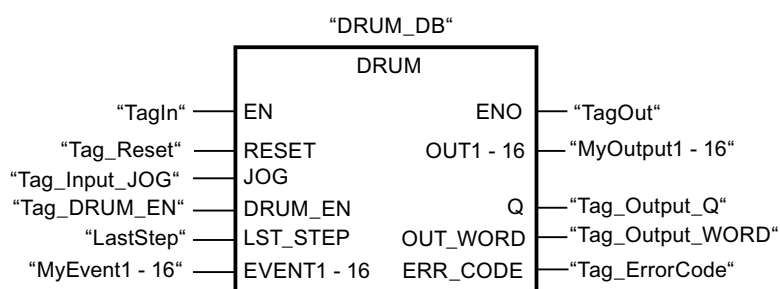 “DRUM_DB“
DRUM
“TagIn“ EN ENO “TagOut“
“Tag_Reset“ RESET OUT1 - 16 “MyOutput1 - 16“
“Tag_Input_JOG“ JOG
“Tag_DRUM_EN“ DRUM_EN Q “Tag_Output_Q“
“LastStep“ LST_STEP OUT_WORD “Tag_Output_WORD“
“MyEvent1 - 16“ EVENT1 - 16 ERR_CODE “Tag_ErrorCode“